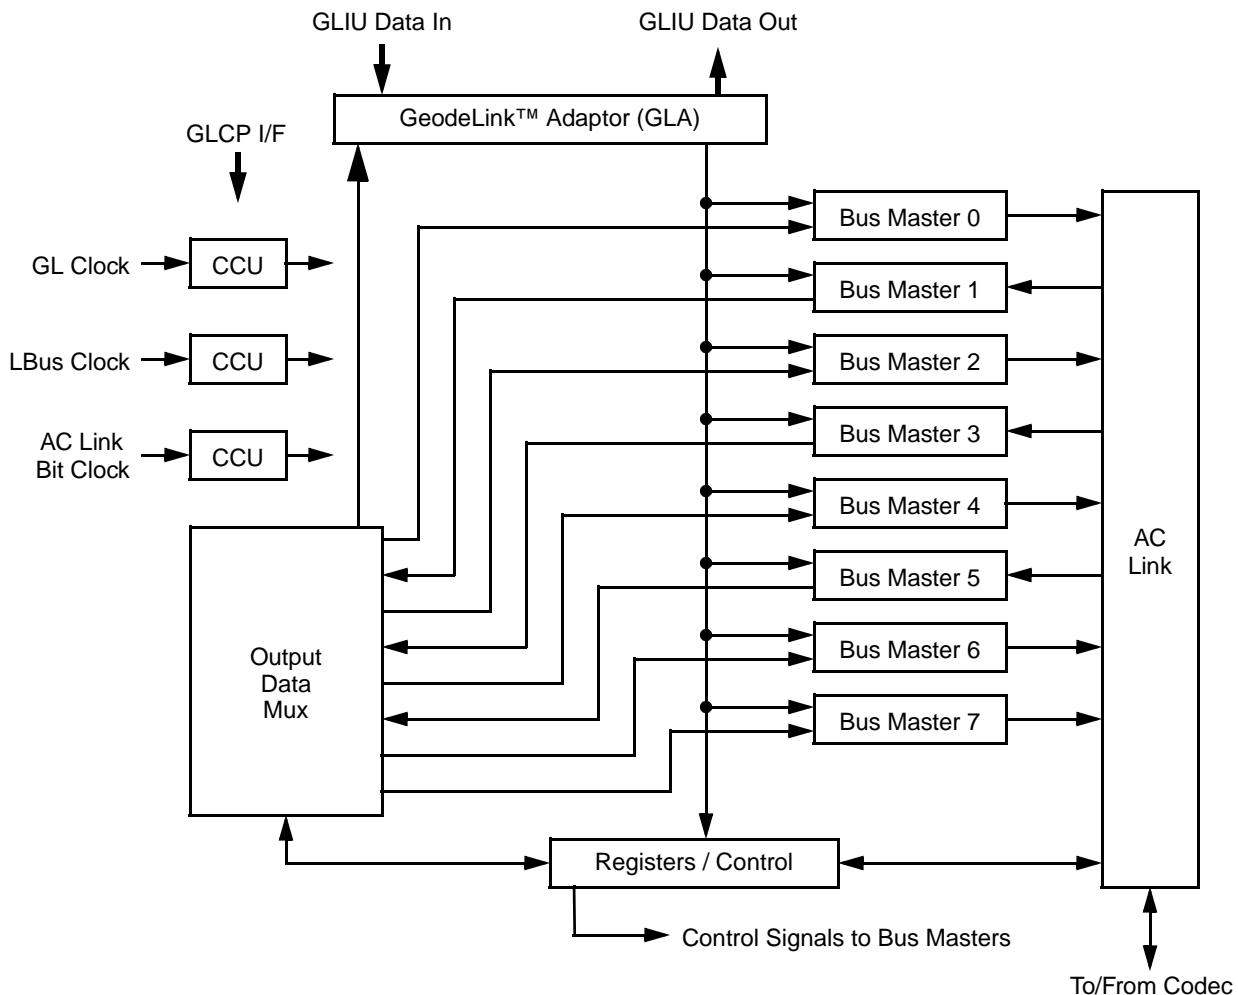 GLIU Data In
GLIU Data Out
GeodeLink™ Adaptor (GLA)
GLCP I/F
Bus Master 0
GL Clock
CCU
Bus Master 1
LBus Clock
CCU
Bus Master 2
Bus Master 3
AC Link
Bit Clock
CCU
Bus Master 4
AC
Link
Bus Master 5
Output
Data
Mux
Bus Master 6
Bus Master 7
Registers / Control
Control Signals to Bus Masters
To/From Codec